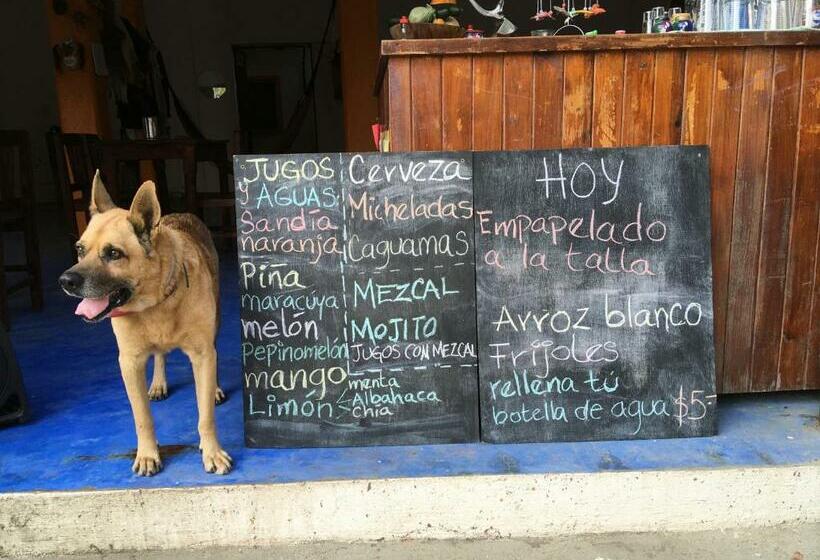 JUGOS
y AGUAS
Sandía
naranja
Piña
maracuya
melón
Pepinomelón
mango
Limón
menta
Albahaca
Chia
Cerveza
Micheladas
Caguamas
MEZCAL
MOJITO
JUGOS CON MEZCAL
HOY
Empapelado
a la talla
Arroz blanco
Frijoles
rellena tú
botella de agua $5-